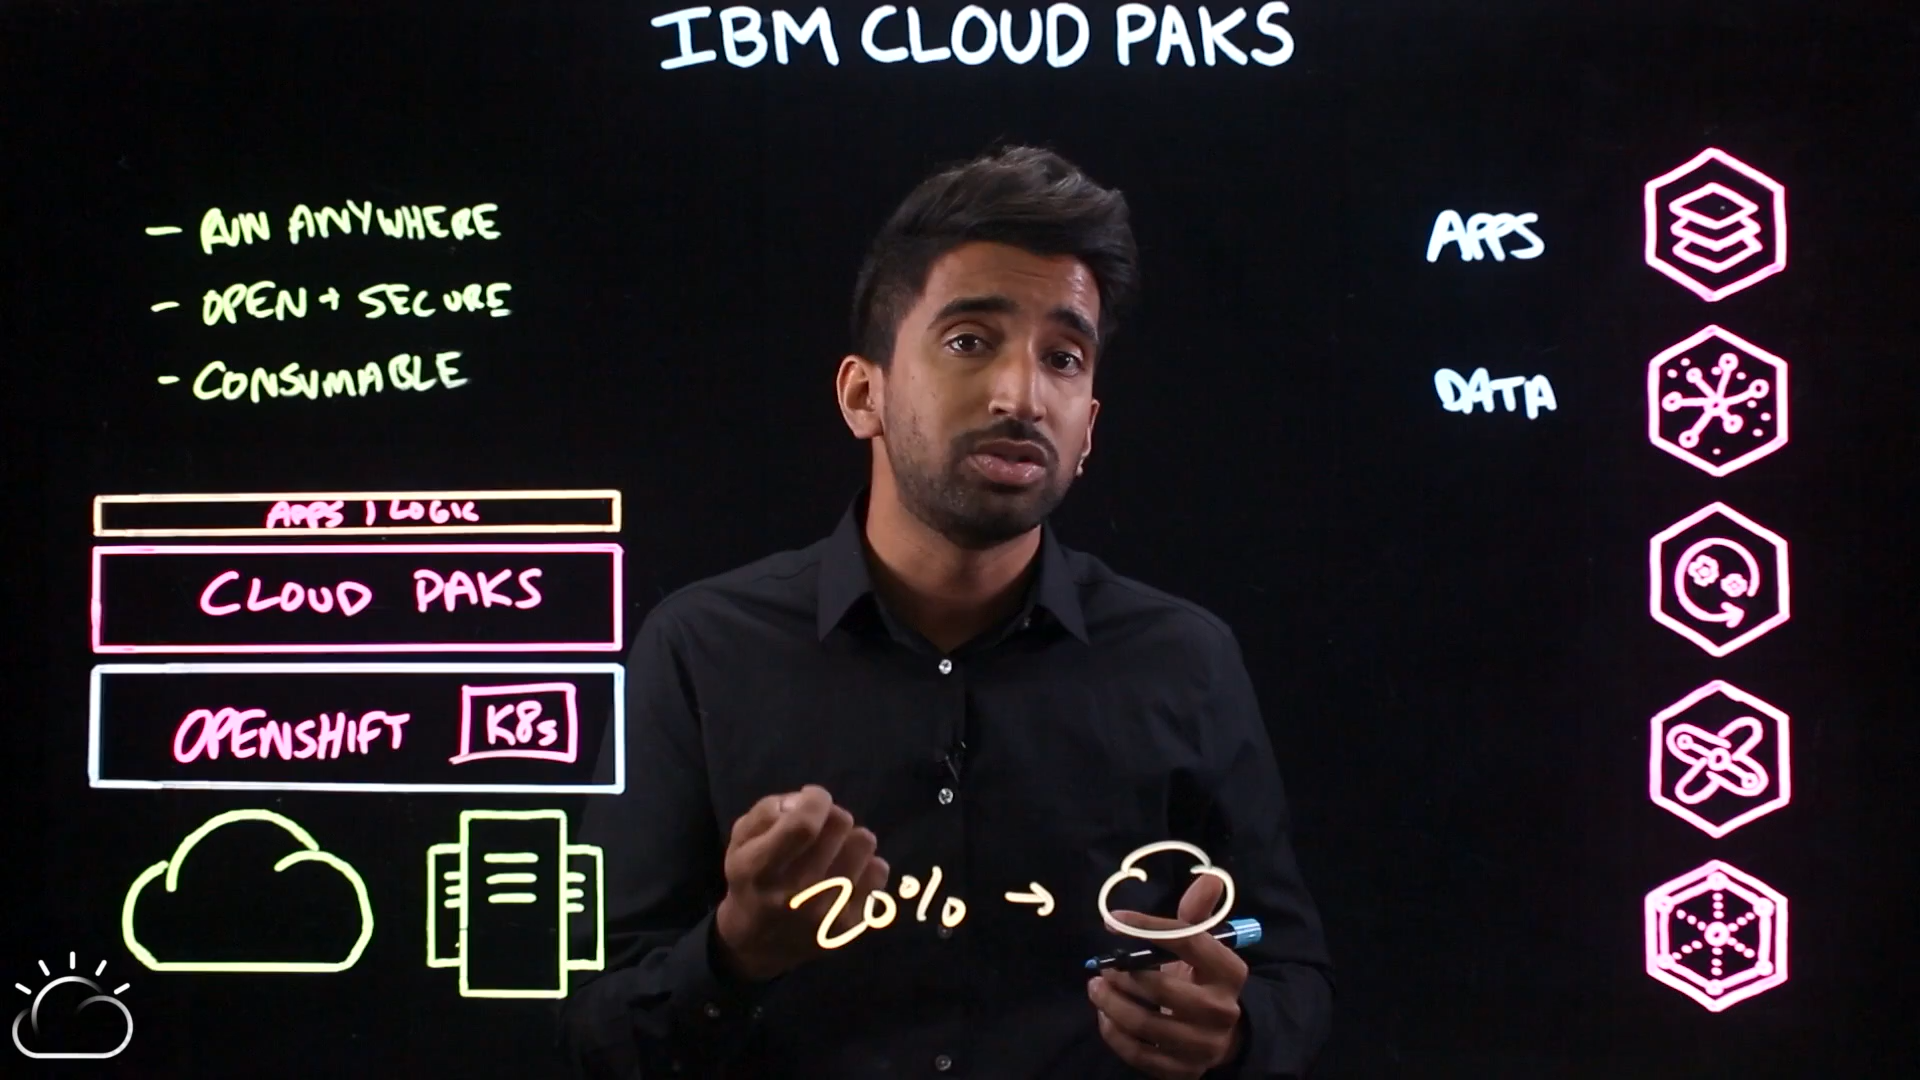 IBM CLOUD PAKS
- RUN ANYWHERE
- OPEN + SECURE
- CONSUMABLE
APPS
DATA
APPS / LOGIC
CLOUD PAKS
OPENSHIFT K8s
20% →